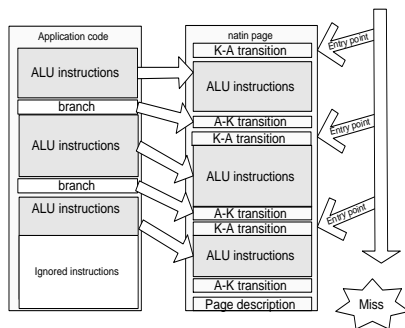 Application code
ALU instructions
branch
ALU instructions
branch
ALU instructions
Ignored instructions
natin page
K-A transition
ALU instructions
A-K transition
K-A transition
ALU instructions
A-K transition
K-A transition
ALU instructions
A-K transition
Page description
Entry point
Entry point
Entry point
Miss